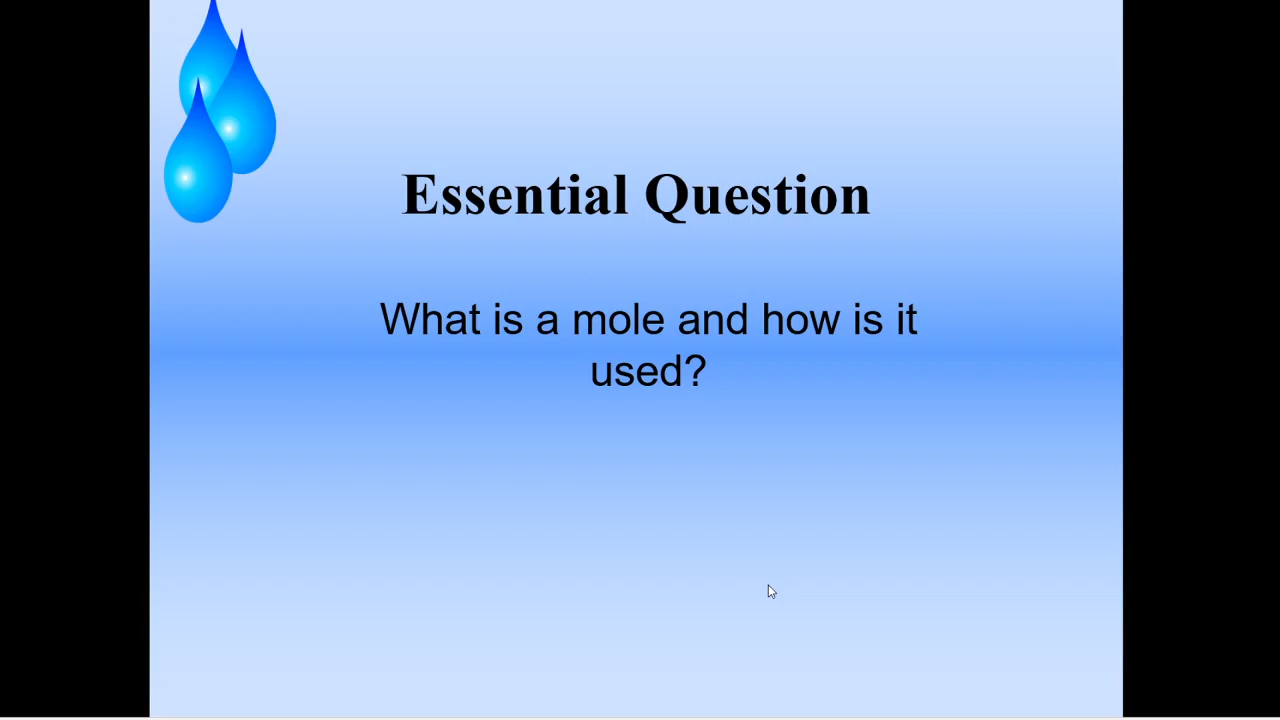 Essential Question
What is a mole and how is it
used?